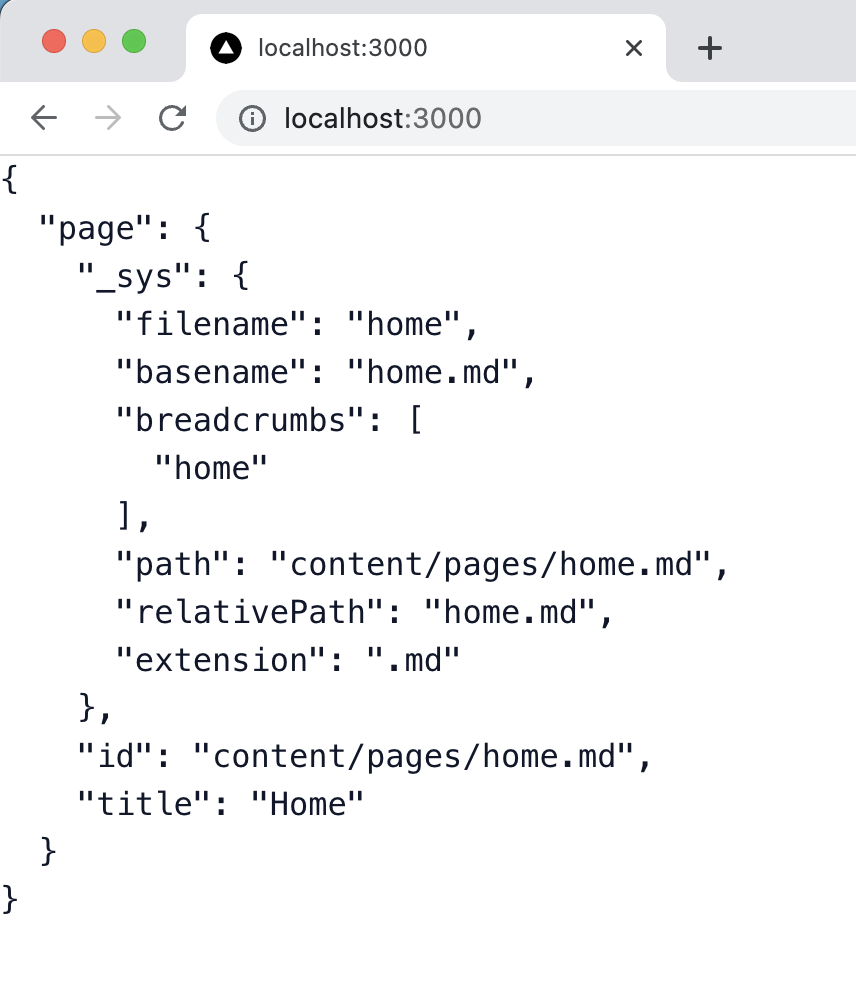 localhost:3000
localhost:3000
{
  "page": {
    "_sys": {
      "filename": "home",
      "basename": "home.md",
      "breadcrumbs": [
        "home"
      ],
      "path": "content/pages/home.md",
      "relativePath": "home.md",
      "extension": ".md"
    },
    "id": "content/pages/home.md",
    "title": "Home"
  }
}